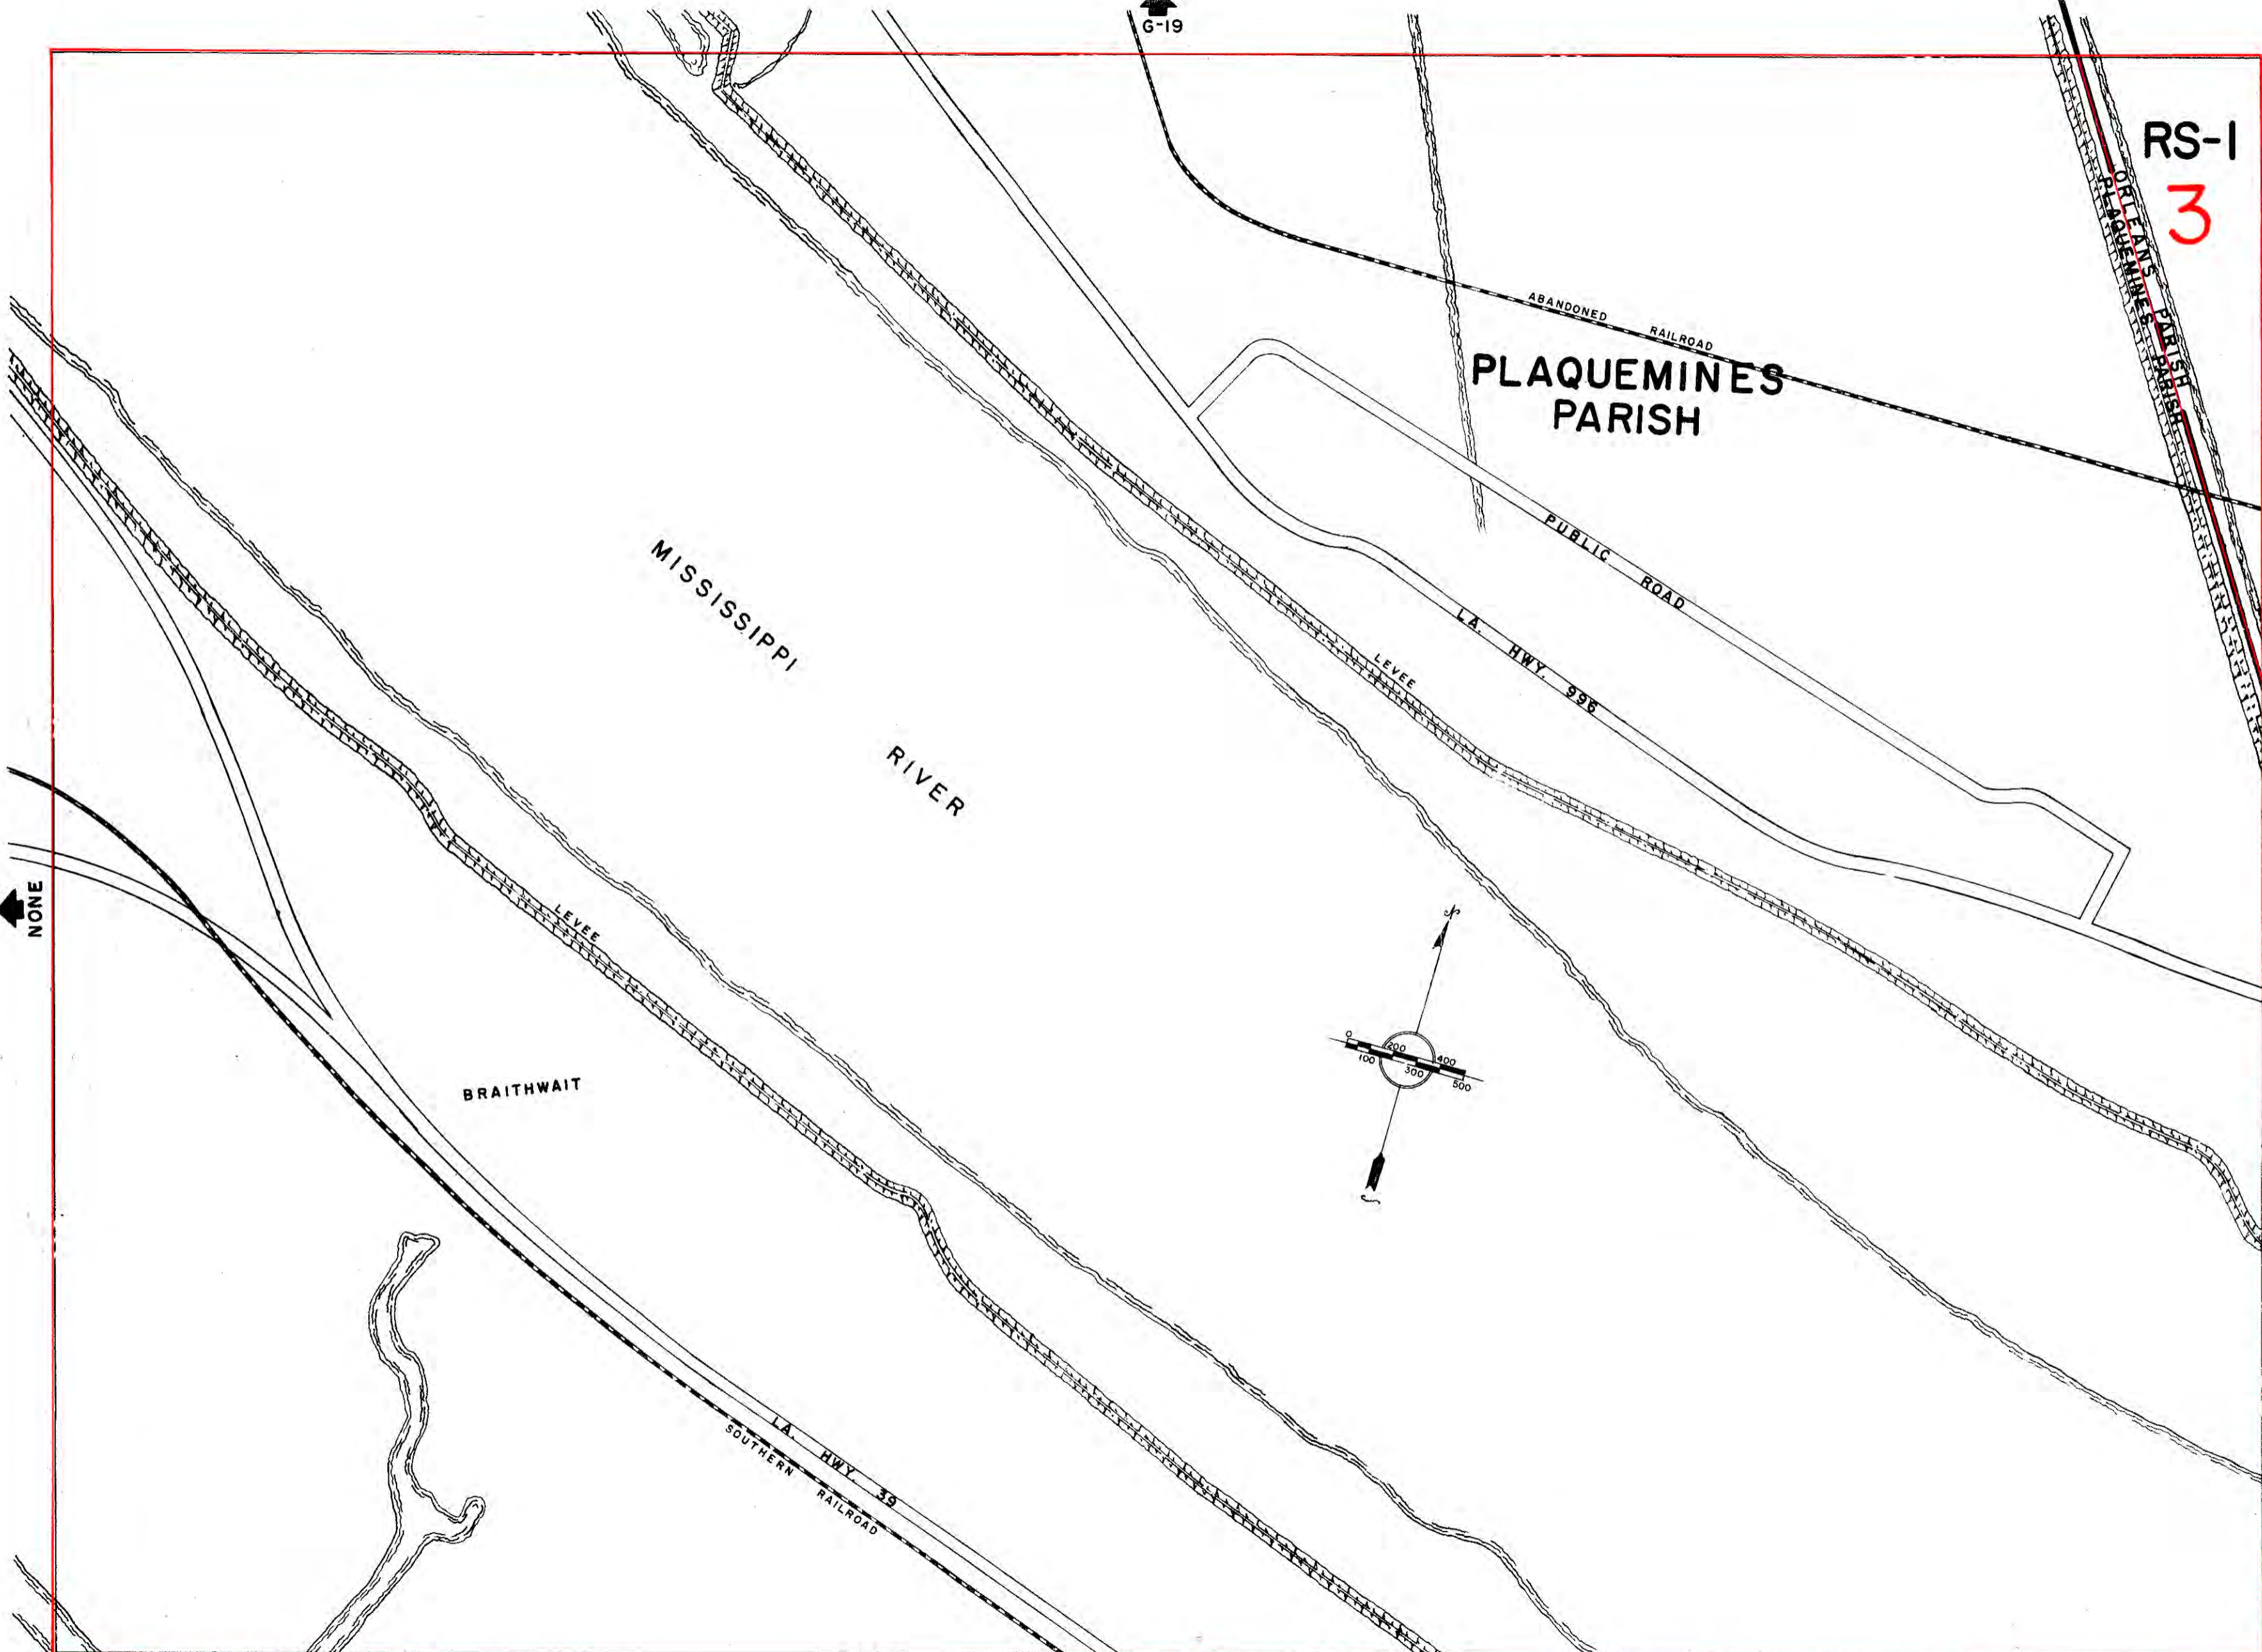 G-19
RS-1
3
ORLEANS PARISH
PLAQUEMINES PARISH
ABANDONED RAILROAD
PLAQUEMINES
PARISH
PUBLIC ROAD
LA. HWY. 996
LEVEE
MISSISSIPPI
RIVER
NONE
LEVEE
N
0 200 400
100 300 500
S
BRAITHWAIT
LA. HWY. 39
SOUTHERN RAILROAD